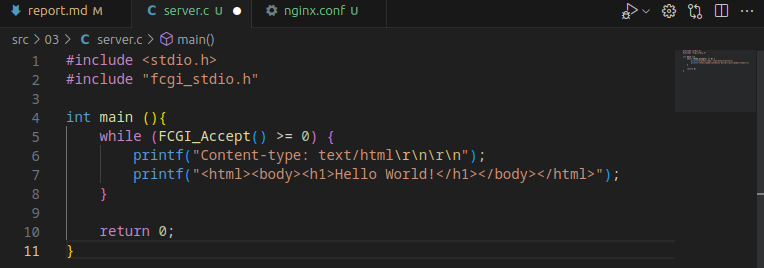 report.md M server.c U nginx.conf U
src > 03 > C server.c > main()
1 #include <stdio.h>
2 #include "fcgi_stdio.h"
3
4 int main (){
5     while (FCGI_Accept() >= 0) {
6         printf("Content-type: text/html\r\n\r\n");
7         printf("<html><body><h1>Hello World!</h1></body></html>");
8     }
9
10     return 0;
11 }